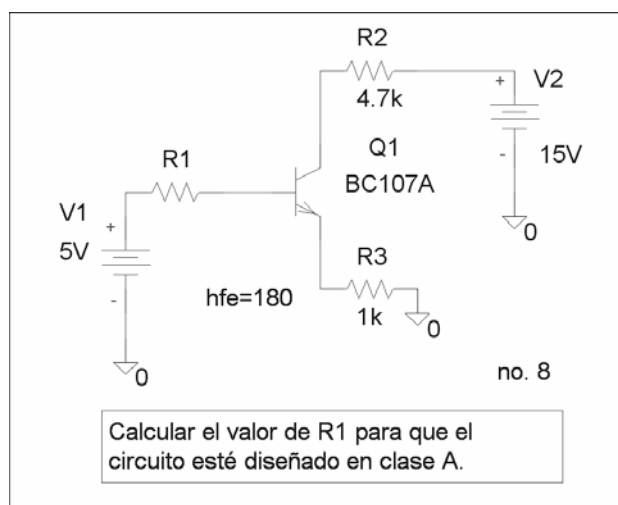 R2
+
V2
4.7k
Q1
15V
R1
BC107A
-
V1
+
0
5V
R3
hfe=180
-
1k
0
no. 8
0
Calcular el valor de R1 para que el
circuito esté diseñado en clase A.